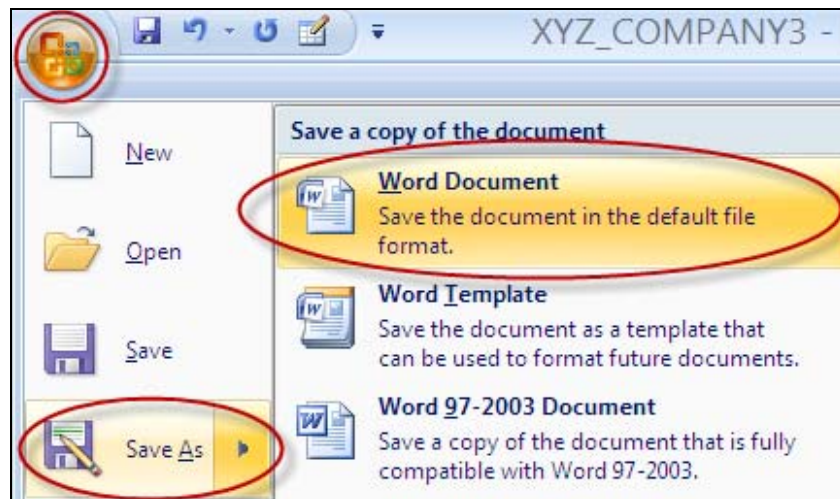 XYZ_COMPANY3 -
New
Open
Save
Save As
Save a copy of the document
Word Document
Save the document in the default file
format.
Word Template
Save the document as a template that
can be used to format future documents.
Word 97-2003 Document
Save a copy of the document that is fully
compatible with Word 97-2003.